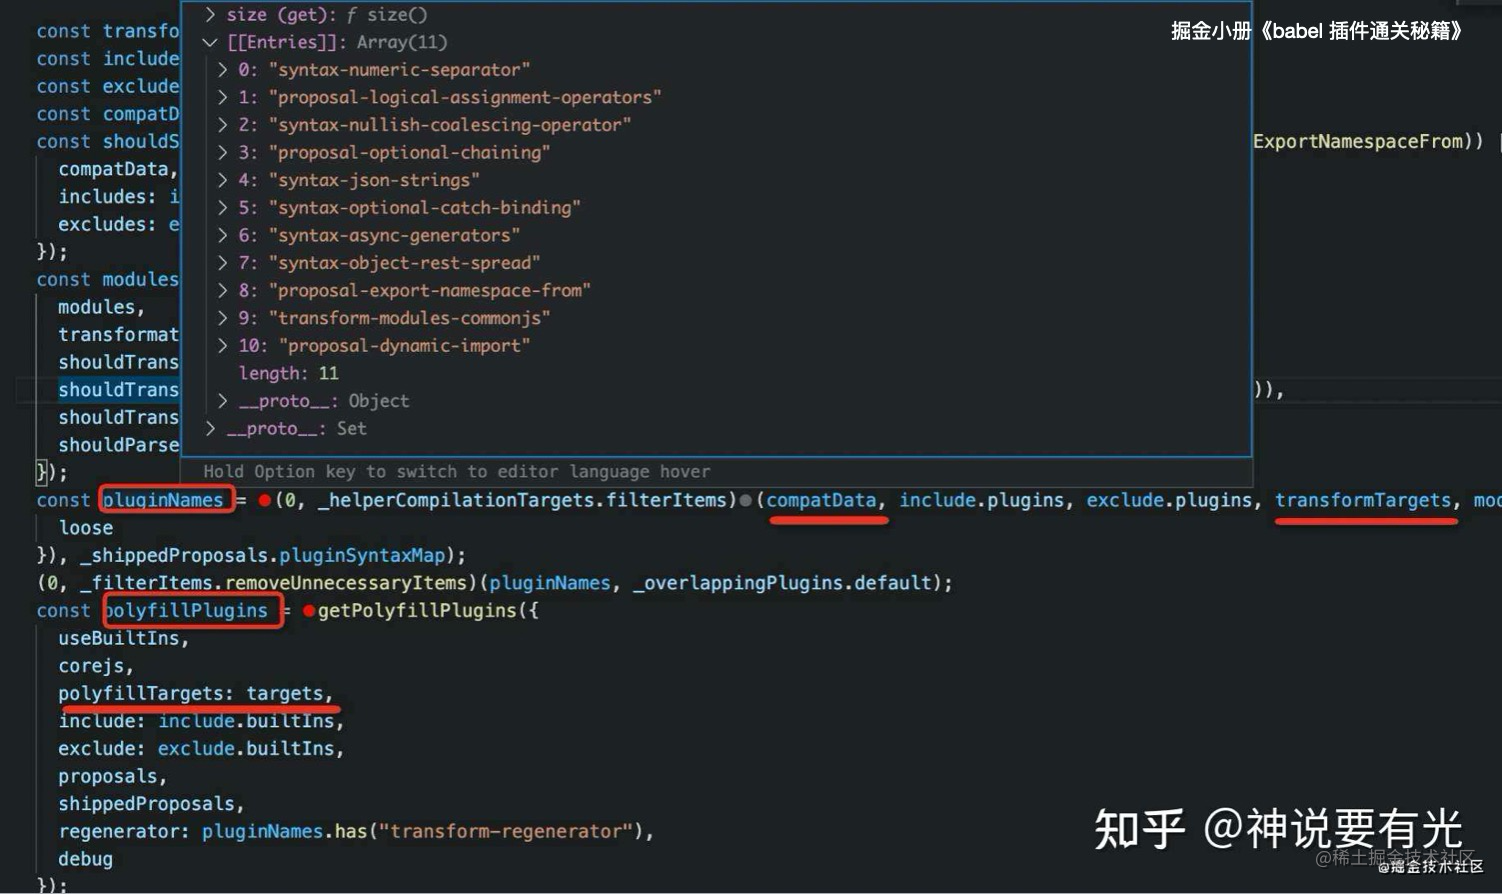 size (get): ƒ size()
掘金小册《babel 插件通关秘籍》
const transfo
[[Entries]]: Array(11)
const include
0: "syntax-numeric-separator"
const exclude
1: "proposal-logical-assignment-operators"
const compatD
2: "syntax-nullish-coalescing-operator"
const shouldS
3: "proposal-optional-chaining"
ExportNamespaceFrom)) |
compatData,
4: "syntax-json-strings"
includes: i
5: "syntax-optional-catch-binding"
excludes: e
6: "syntax-async-generators"
});
7: "syntax-object-rest-spread"
const modules
8: "proposal-export-namespace-from"
modules,
9: "transform-modules-commonjs"
transformat
10: "proposal-dynamic-import"
shouldTrans
length: 11
shouldTrans
)),
__proto__: Object
shouldTrans
__proto__: Set
shouldParse
});
Hold Option key to switch to editor language hover
const pluginNames = (0, _helperCompilationTargets.filterItems)(compatData, include.plugins, exclude.plugins, transformTargets, mod
loose
}), _shippedProposals.pluginSyntaxMap);
(0, _filterItems.removeUnnecessaryItems)(pluginNames, _overlappingPlugins.default);
const polyfillPlugins = getPolyfillPlugins({
useBuiltIns,
corejs,
polyfillTargets: targets,
include: include.builtIns,
exclude: exclude.builtIns,
proposals,
shippedProposals,
regenerator: pluginNames.has("transform-regenerator"),
debug
});
知乎 @神说要有光
@稀土掘金技术社区
@掘金技术社区